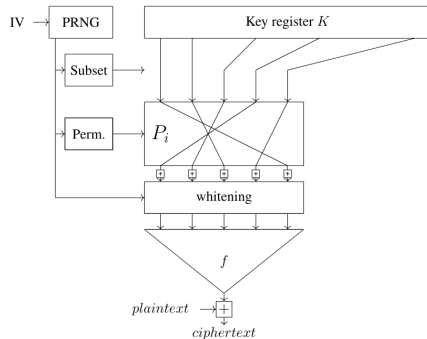 IV
PRNG
Key register K
Subset
Perm.
P_i
+ + + + +
whitening
f
plaintext
+
ciphertext